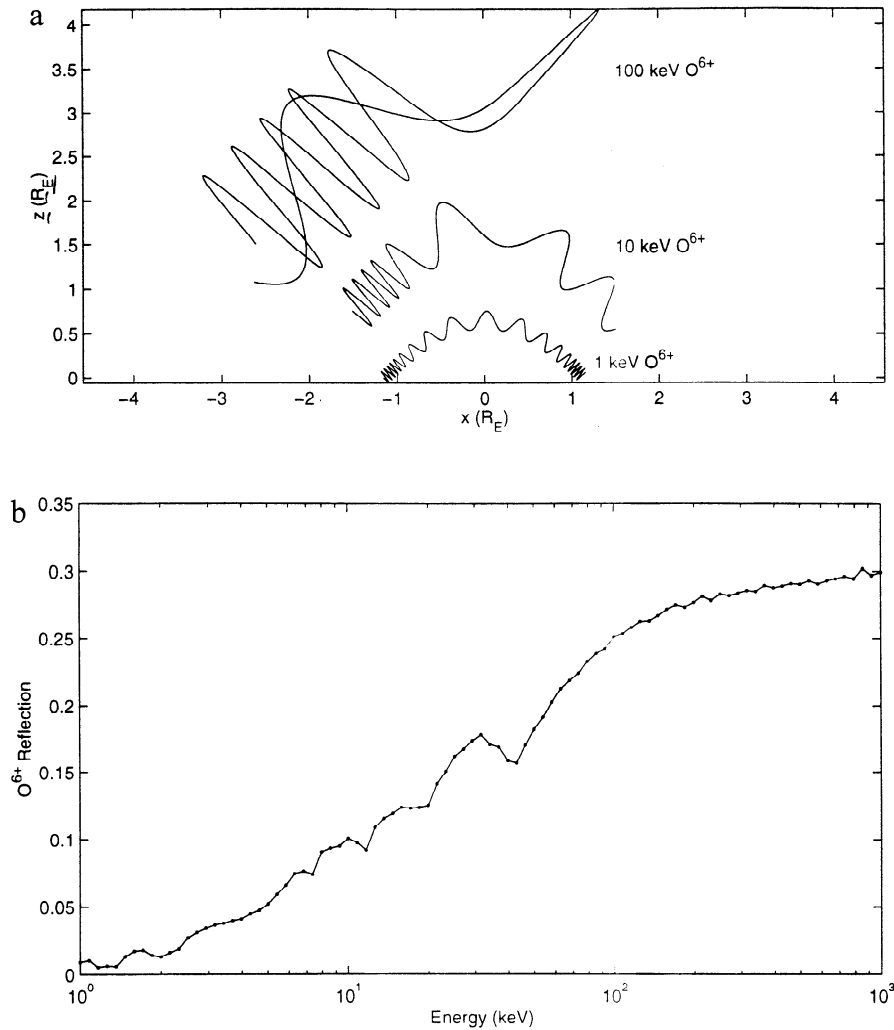 a
4
3.5
3
2.5
2
1.5
1
0.5
0
z (R_E)
100 keV O^6+
10 keV O^6+
1 keV O^6+
−4 −3 −2 −1 0 1 2 3 4
x (R_E)
b
0.35
0.3
0.25
0.2
0.15
0.1
0.05
0
O^6+ Reflection
10^0 10^1 10^2 10^3
Energy (keV)